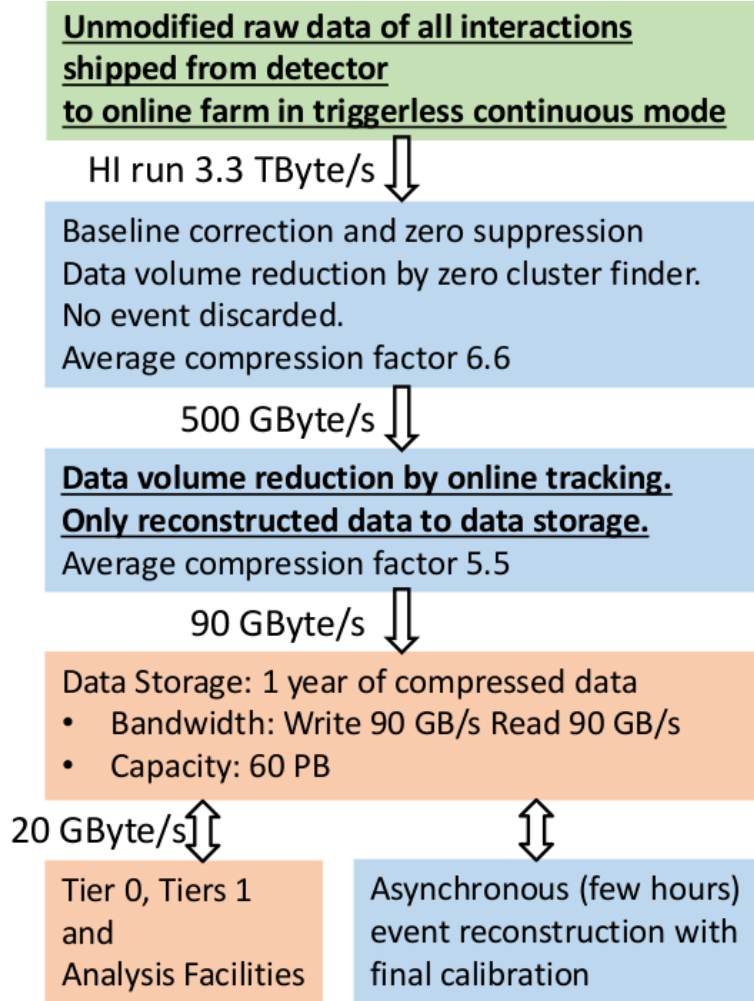 Unmodified raw data of all interactions
shipped from detector
to online farm in triggerless continuous mode
HI run 3.3 TByte/s
Baseline correction and zero suppression
Data volume reduction by zero cluster finder.
No event discarded.
Average compression factor 6.6
500 GByte/s
Data volume reduction by online tracking.
Only reconstructed data to data storage.
Average compression factor 5.5
90 GByte/s
Data Storage: 1 year of compressed data
• Bandwidth: Write 90 GB/s Read 90 GB/s
• Capacity: 60 PB
20 GByte/s
Tier 0, Tiers 1
and
Analysis Facilities
Asynchronous (few hours)
event reconstruction with
final calibration